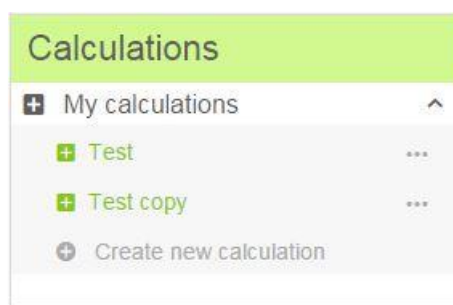 Calculations
My calculations
Test
Test copy
Create new calculation